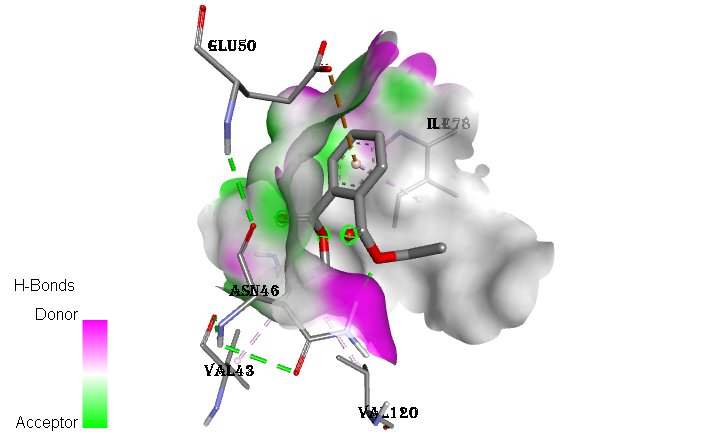 GLU50
ILE78
H-Bonds
Donor
ASN46
VAL43
VAL120
Acceptor